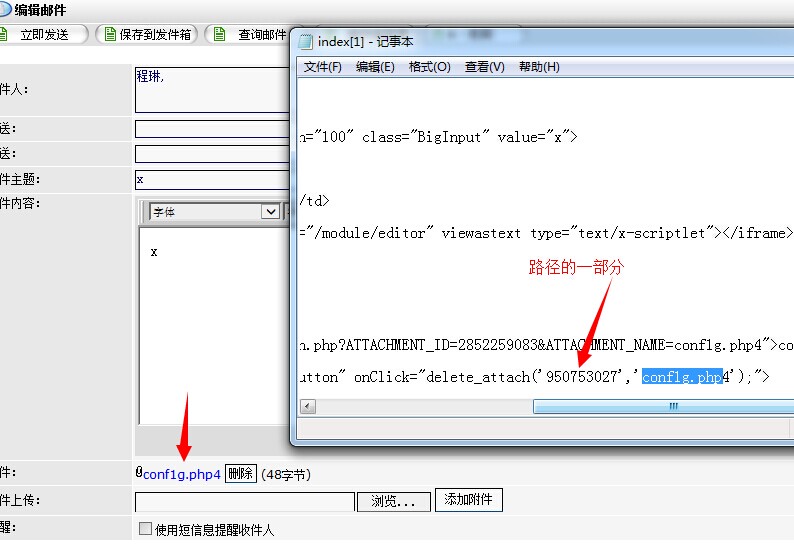 编辑邮件
立即发送
保存到发件箱
查询邮件
件人:
程琳,
送:
送:
件主题:
x
件内容:
字体
x
件:
conf1g.php4 删除 (48字节)
件上传:
浏览... 添加附件
醒:
使用短信息提醒收件人
index[1] - 记事本
文件(F) 编辑(E) 格式(O) 查看(V) 帮助(H)
="100" class="BigInput" value="x">
/td>
="/module/editor" viewastext type="text/x-scriptlet"></iframe>
路径的一部分
.php?ATTACHMENT_ID=2852259083&ATTACHMENT_NAME=conf1g.php4">co
utton" onClick="delete_attach('950753027','conf1g.php4');">